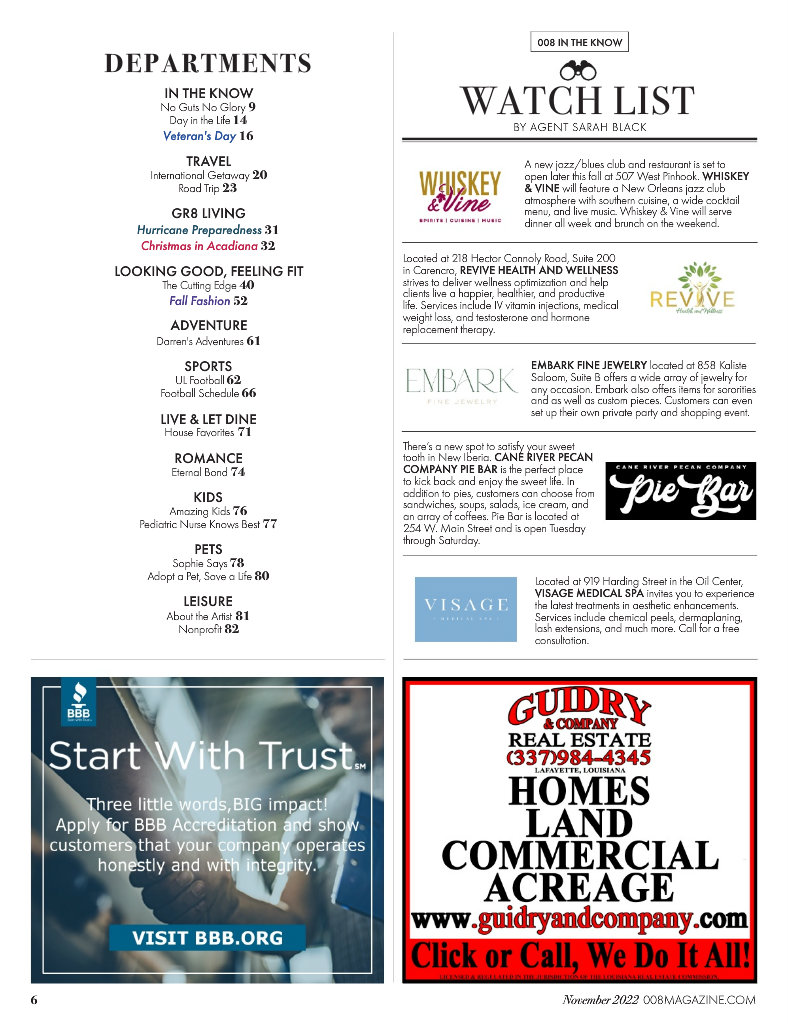 DEPARTMENTS
IN THE KNOW
No Guts No Glory 9
Day in the Life 14
Veteran's Day 16
TRAVEL
International Getaway 20
Road Trip 23
GR8 LIVING
Hurricane Preparedness 31
Christmas in Acadiana 32
LOOKING GOOD, FEELING FIT
The Cutting Edge 40
Fall Fashion 52
ADVENTURE
Darren's Adventures 61
SPORTS
UL Football 62
Football Schedule 66
LIVE & LET DINE
House Favorites 71
ROMANCE
Eternal Bond 74
KIDS
Amazing Kids 76
Pediatric Nurse Knows Best 77
PETS
Sophie Says 78
Adopt a Pet, Save a Life 80
LEISURE
About the Artist 81
Nonprofit 82
008 IN THE KNOW
WATCH LIST
BY AGENT SARAH BLACK
WHISKEY
& Vine
SPIRITS | CUISINE | MUSIC
A new jazz/blues club and restaurant is set to
open later this fall at 507 West Pinhook. WHISKEY
& VINE will feature a New Orleans jazz club
atmosphere with southern cuisine, a wide cocktail
menu, and live music. Whiskey & Vine will serve
dinner all week and brunch on the weekend.
Located at 218 Hector Connoly Road, Suite 200
in Carencro, REVIVE HEALTH AND WELLNESS
strives to deliver wellness optimization and help
clients live a happier, healthier, and productive
life. Services include IV vitamin injections, medical
weight loss, and testosterone and hormone
replacement therapy.
REVIVE
Health and Wellness
EMBARK
FINE JEWELRY
EMBARK FINE JEWELRY located at 858 Kaliste
Saloom, Suite B offers a wide array of jewelry for
any occasion. Embark also offers items for sororities
and as well as custom pieces. Customers can even
set up their own private party and shopping event.
There's a new spot to satisfy your sweet
tooth in New Iberia. CANE RIVER PECAN
COMPANY PIE BAR is the perfect place
to kick back and enjoy the sweet life. In
addition to pies, customers can choose from
sandwiches, soups, salads, ice cream, and
an array of coffees. Pie Bar is located at
254 W. Main Street and is open Tuesday
through Saturday.
CANE RIVER PECAN COMPANY
Pie Bar
VISAGE
MEDICAL SPA
Located at 919 Harding Street in the Oil Center,
VISAGE MEDICAL SPA invites you to experience
the latest treatments in aesthetic enhancements.
Services include chemical peels, dermaplaning,
lash extensions, and much more. Call for a free
consultation.
BBB
Start With Trust SM
Three little words,BIG impact!
Apply for BBB Accreditation and show
customers that your company operates
honestly and with integrity.
VISIT BBB.ORG
GUIDRY
& COMPANY
REAL ESTATE
(337)984-4345
LAFAYETTE, LOUISIANA
HOMES
LAND
COMMERCIAL
ACREAGE
www.guidryandcompany.com
Click or Call, We Do It All!
LICENSED & REGULATED IN THE JURISDICTION OF THE LOUISIANA REAL ESTATE COMMISSION
6
November 2022 008MAGAZINE.COM